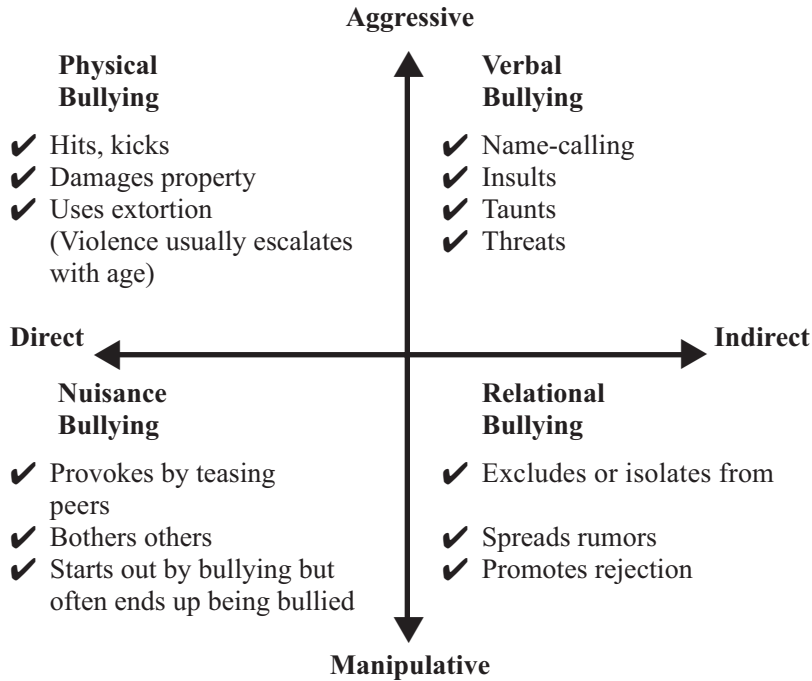 Aggressive
Physical
Bullying
✔ Hits, kicks
✔ Damages property
✔ Uses extortion
(Violence usually escalates
with age)
Verbal
Bullying
✔ Name-calling
✔ Insults
✔ Taunts
✔ Threats
Direct
Indirect
Nuisance
Bullying
✔ Provokes by teasing
peers
✔ Bothers others
✔ Starts out by bullying but
often ends up being bullied
Relational
Bullying
✔ Excludes or isolates from
✔ Spreads rumors
✔ Promotes rejection
Manipulative